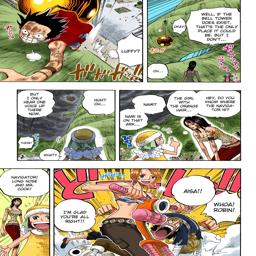 WELL, IF THE
BELL TOWER
DOES EXIST,
THAT'S THE ONLY
PLACE IT COULD
BE, BUT I
DON'T...
OKAY...
LUFFY?
HEY, DO YOU
KNOW WHERE
THE NAVIGA-
TOR IS?
THE GIRL
WITH
THE ORANGE
HAIR...
NAMI?
NAMI IS
ON THAT
ARK...
HUH?
OH...
BUT
I ONLY
HEAR ONE
VOICE UP
THERE
NOW.
THERE?
WHAT?
AISA!!
WHOA!
ROBIN!
I'M GLAD
YOU'RE
ALL
RIGHT!!
NAVIGATOR!
LONG NOSE
AND MR.
COOK!